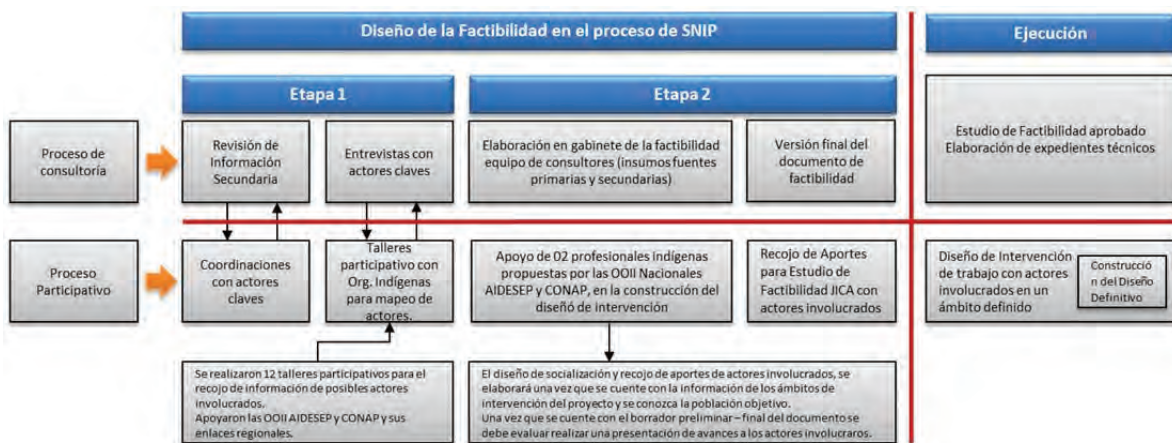 Diseño de la Factibilidad en el proceso de SNIP
Ejecución
Etapa 1
Etapa 2
Proceso de
consultoría
Revisión de
Información
Secundaria
Entrevistas con
actores claves
Elaboración en gabinete de la factibilidad
equipo de consultores (insumos fuentes
primarias y secundarias)
Versión final del
documento de
factibilidad
Estudio de Factibilidad aprobado
Elaboración de expedientes técnicos
Proceso
Participativo
Coordinaciones
con actores
claves
Talleres
participativo con
Org. Indígenas
para mapeo de
actores.
Apoyo de 02 profesionales indígenas
propuestas por las OOII Nacionales
AIDESEP y CONAP, en la construcción del
diseño de intervención
Recojo de Aportes
para Estudio de
Factibilidad JICA con
actores involucrados
Diseño de Intervención
de trabajo con actores
involucrados en un
ámbito definido
Construcció
n del Diseño
Definitivo
Se realizaron 12 talleres participativos para el
recojo de información de posibles actores
involucrados.
Apoyaron las OOII AIDESEP y CONAP y sus
enlaces regionales.
El diseño de socialización y recojo de aportes de actores involucrados, se
elaborará una vez que se cuente con la información de los ámbitos de
intervención del proyecto y se conozca la población objetivo.
Una vez que se cuente con el borrador preliminar – final del documento se
debe evaluar realizar una presentación de avances a los actores involucraros.